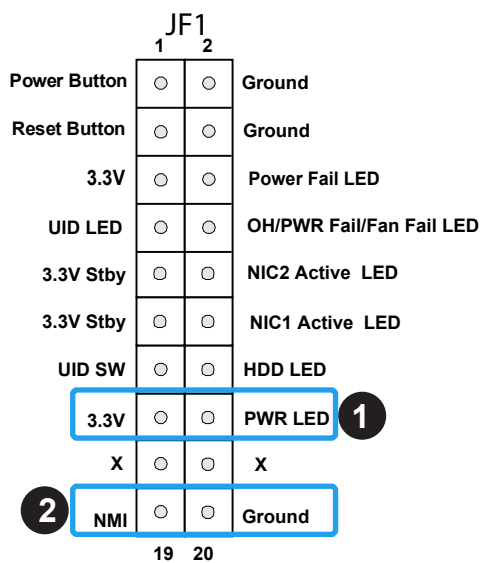 JF1
1 2
Power Button Ground
Reset Button Ground
3.3V Power Fail LED
UID LED OH/PWR Fail/Fan Fail LED
3.3V Stby NIC2 Active LED
3.3V Stby NIC1 Active LED
UID SW HDD LED
3.3V PWR LED 1
X X
2 NMI Ground
19 20